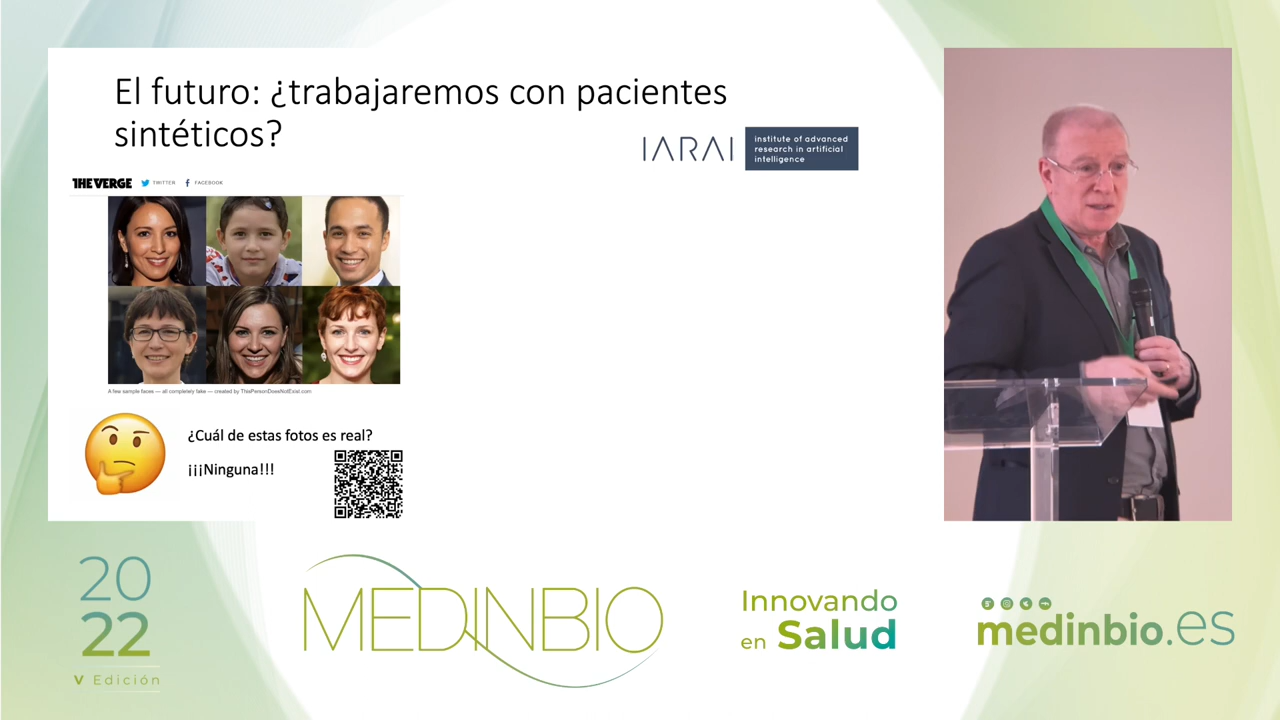 El futuro: ¿trabajaremos con pacientes
sintéticos?
IARAI
institute of advanced
research in artificial
intelligence
THE VERGE
TWITTER
FACEBOOK
A few sample faces — all completely fake — created by ThisPersonDoesNotExist.com
¿Cuál de estas fotos es real?
¡¡¡Ninguna!!!
20
22
V Edición
MEDINBIO
Innovando
en Salud
medinbio.es